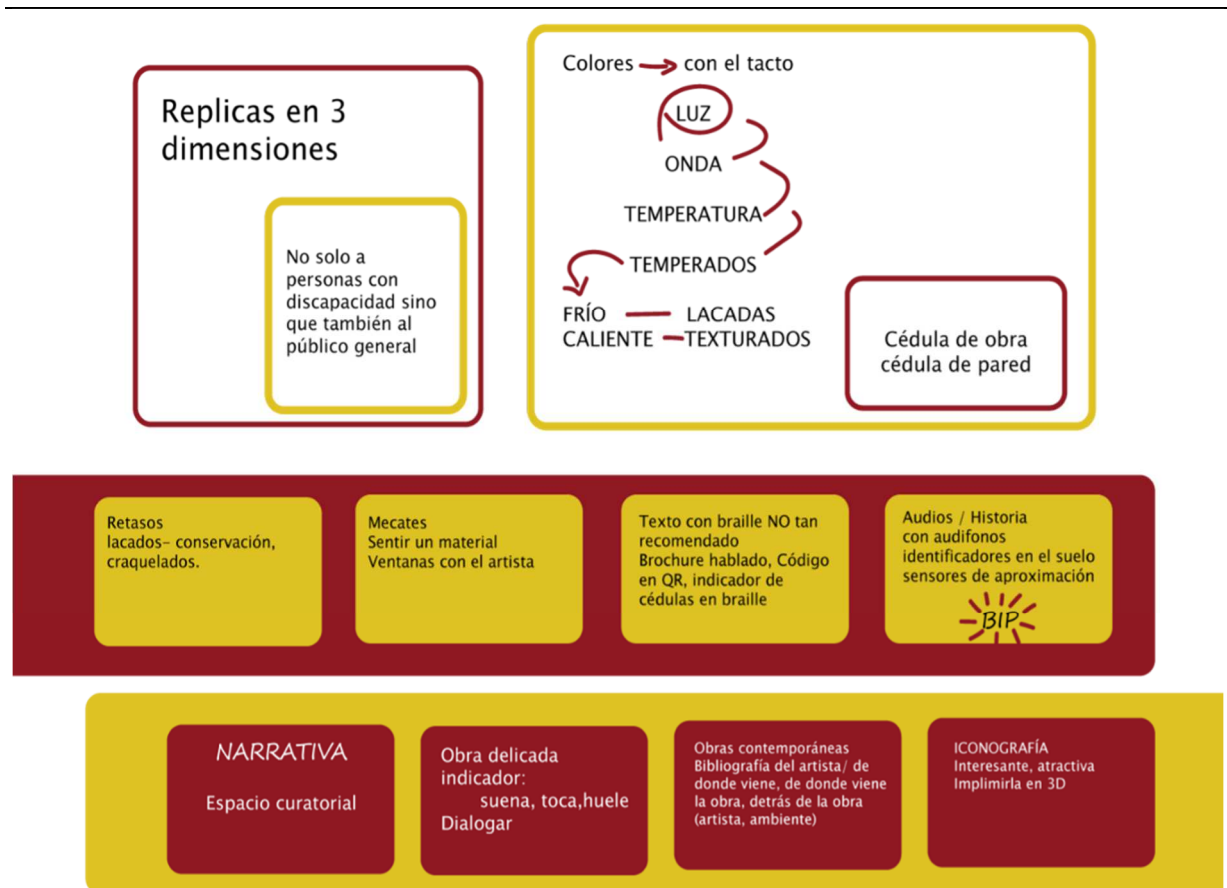 Replicas en 3
dimensiones
No solo a
personas con
discapacidad sino
que también al
público general
Colores con el tacto
LUZ
ONDA
TEMPERATURA
TEMPERADOS
FRÍO LACADAS
CALIENTE TEXTURADOS
Cédula de obra
cédula de pared
Retasos
lacados- conservación,
craquelados.
Mecates
Sentir un material
Ventanas con el artista
Texto con braille NO tan
recomendado
Brochure hablado, Código
en QR, indicador de
cédulas en braille
Audios / Historia
con audifonos
identificadores en el suelo
sensores de aproximación
BIP
NARRATIVA
Espacio curatorial
Obra delicada
indicador:
suena, toca,huele
Dialogar
Obras contemporáneas
Bibliografía del artista/ de
donde viene, de donde viene
la obra, detrás de la obra
(artista, ambiente)
ICONOGRAFÍA
Interesante, atractiva
Implimirla en 3D